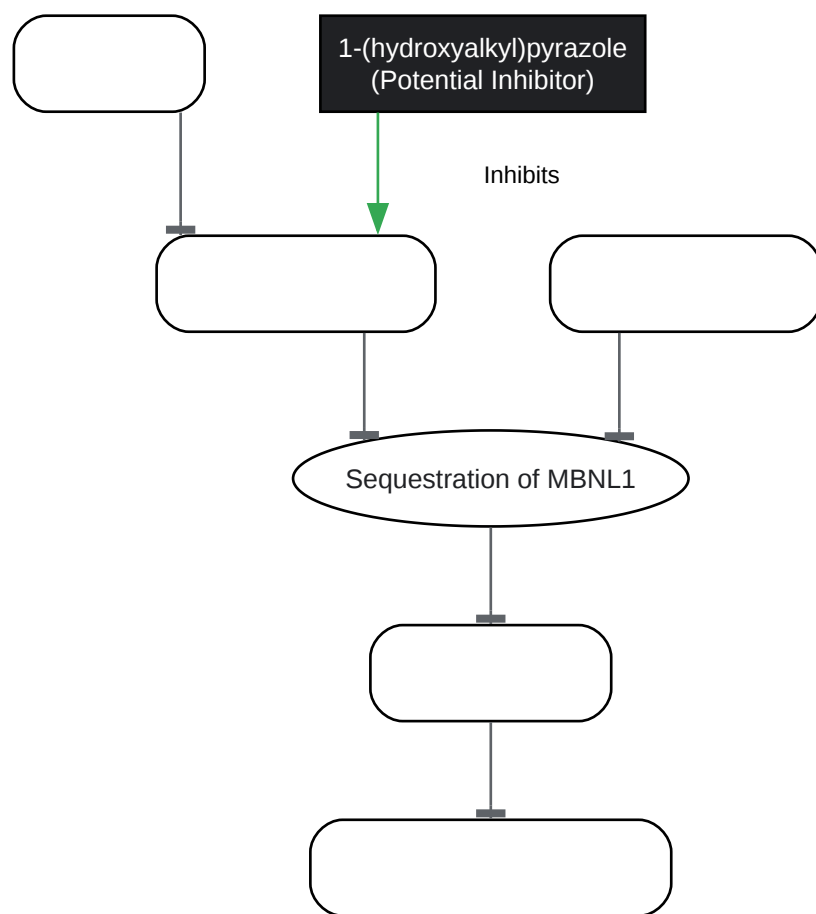 1-(hydroxyalkyl)pyrazole
(Potential Inhibitor)
Inhibits
Sequestration of MBNL1